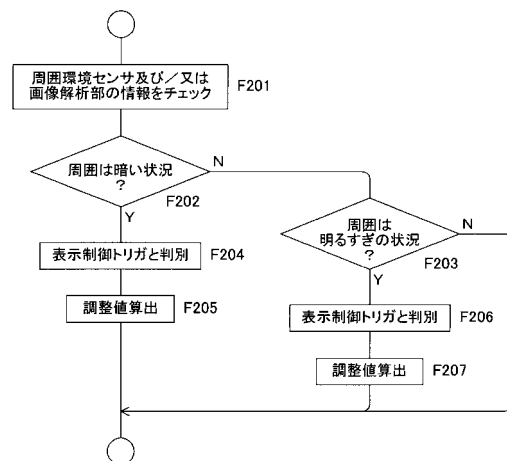 周囲環境センサ及び／又は
画像解析部の情報をチェック
F201
周囲は暗い状況
?
F202
N
Y
周囲は
明るすぎの状況
?
F203
N
Y
表示制御トリガと判別
F204
調整値算出
F205
表示制御トリガと判別
F206
調整値算出
F207